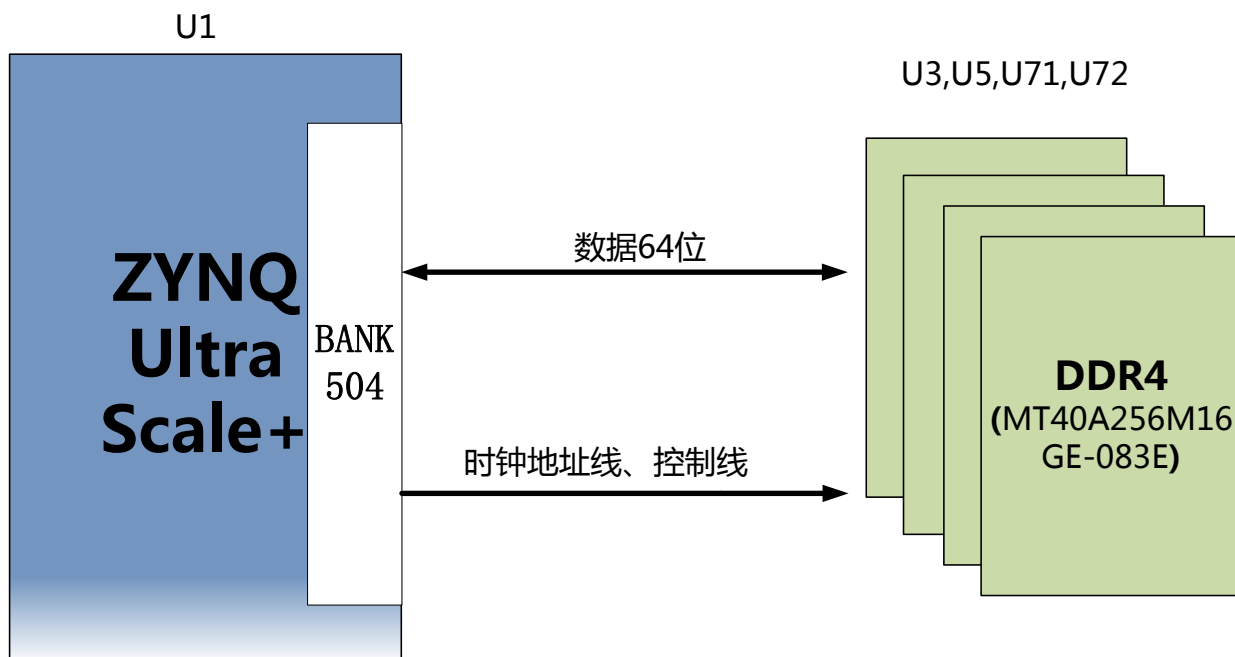 U1
U3,U5,U71,U72
ZYNQ
Ultra
Scale+
BANK
504
数据64位
时钟地址线、控制线
DDR4
(MT40A256M16
GE-083E)